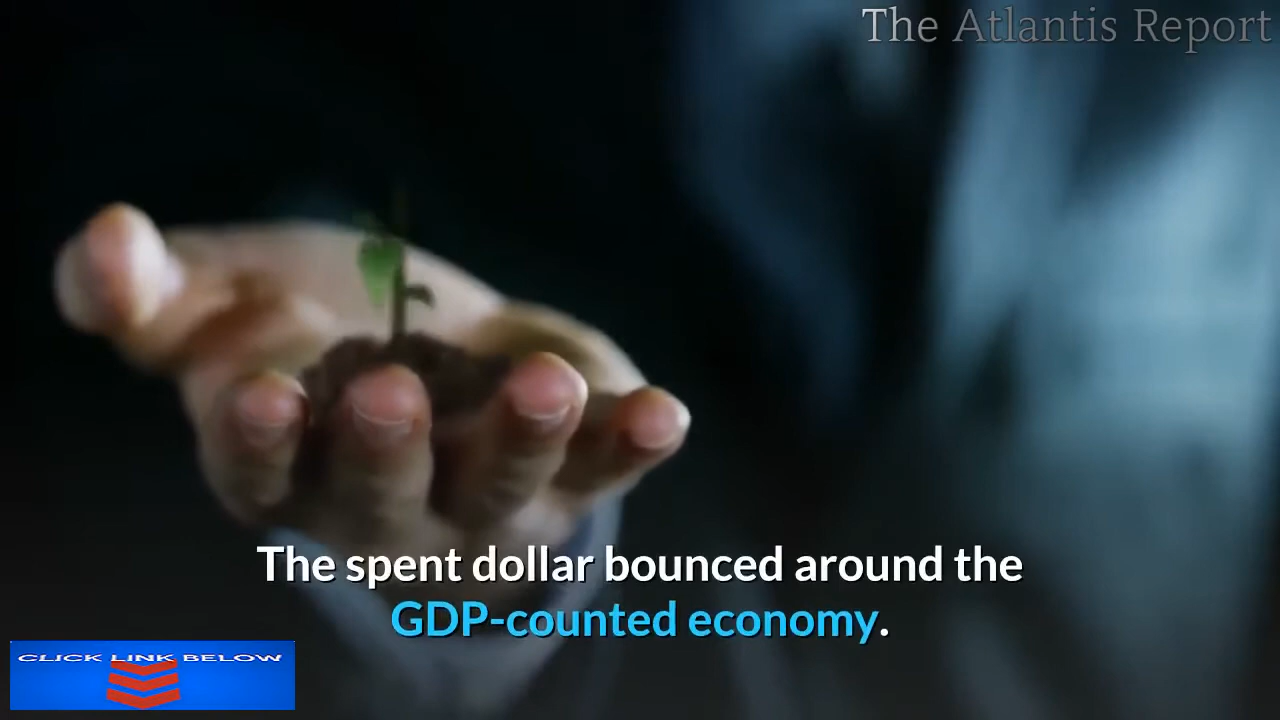 The Atlantis Report
The spent dollar bounced around the
GDP-counted economy.
CLICK LINK BELOW